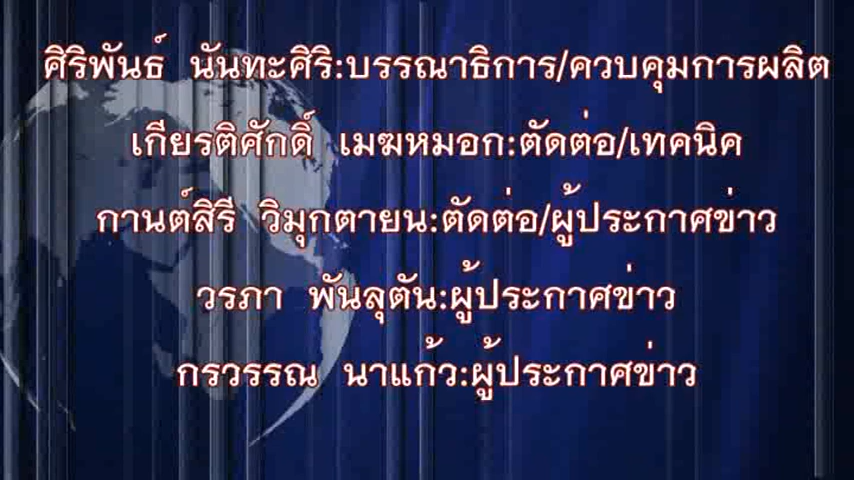 ศิริพันธ์ นันทะศิริ:บรรณาธิการ/ควบคุมการผลิต
เกียรติศักดิ์ เมฆหมอก:ตัดต่อ/เทคนิค
กานต์สิรี วิมุกตายน:ตัดต่อ/ผู้ประกาศข่าว
วรภา พันลุตัน:ผู้ประกาศข่าว
กรวรรณ นาแก้ว:ผู้ประกาศข่าว